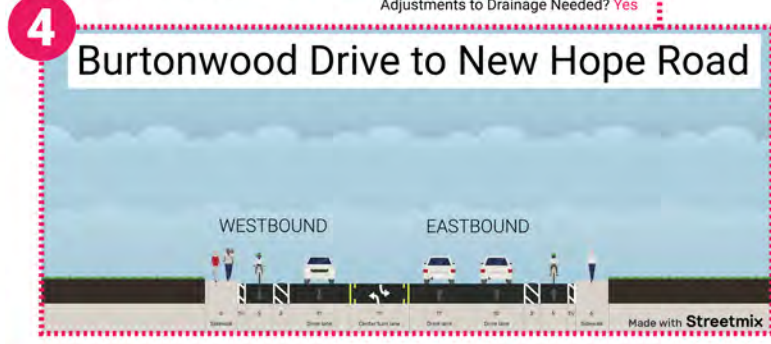 Adjustments to Drainage Needed? Yes
4
Burtonwood Drive to New Hope Road
WESTBOUND EASTBOUND
Sidewalk Drive lane Center turn lane Drive lane Drive lane Sidewalk
Made with Streetmix